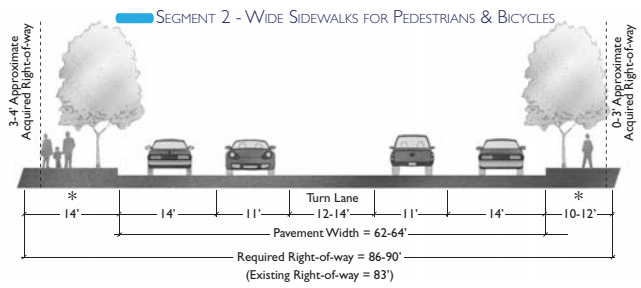 SEGMENT 2 - WIDE SIDEWALKS FOR PEDESTRIANS & BICYCLES
3-4' Approximate
Acquired Right-of-way
0-3' Approximate
Acquired Right-of-way
* Turn Lane *
14' 14' 11' 12-14' 11' 14' 10-12'
Pavement Width = 62-64'
Required Right-of-way = 86-90'
(Existing Right-of-way = 83')